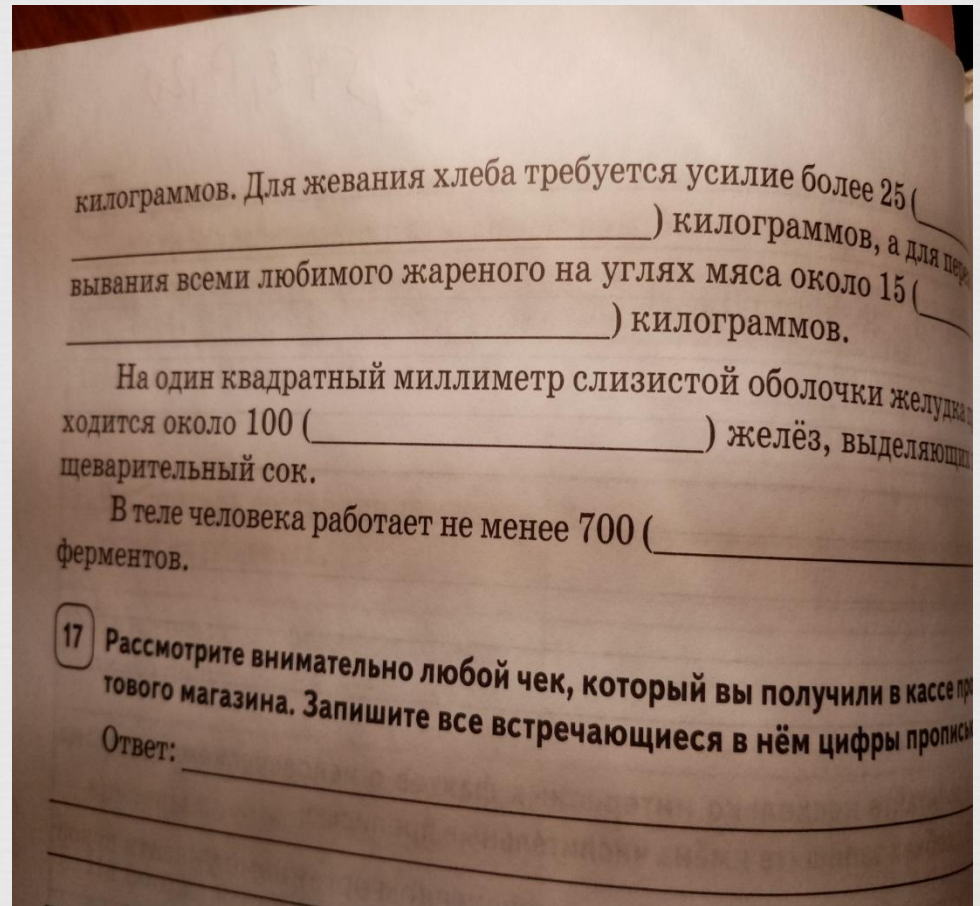 килограммов. Для жевания хлеба требуется усилие более 25 (
) килограммов, а для
вывания всеми любимого жареного на углях мяса около 15 (
) килограммов.
На один квадратный миллиметр слизистой оболочки желудка
ходится около 100 ( ) желёз,
щеварительный сок.
В теле человека работает не менее 700 (
ферментов.
17 Рассмотрите внимательно любой чек, который вы получили в кассе
тового магазина. Запишите все встречающиеся в нём цифры
Ответ: